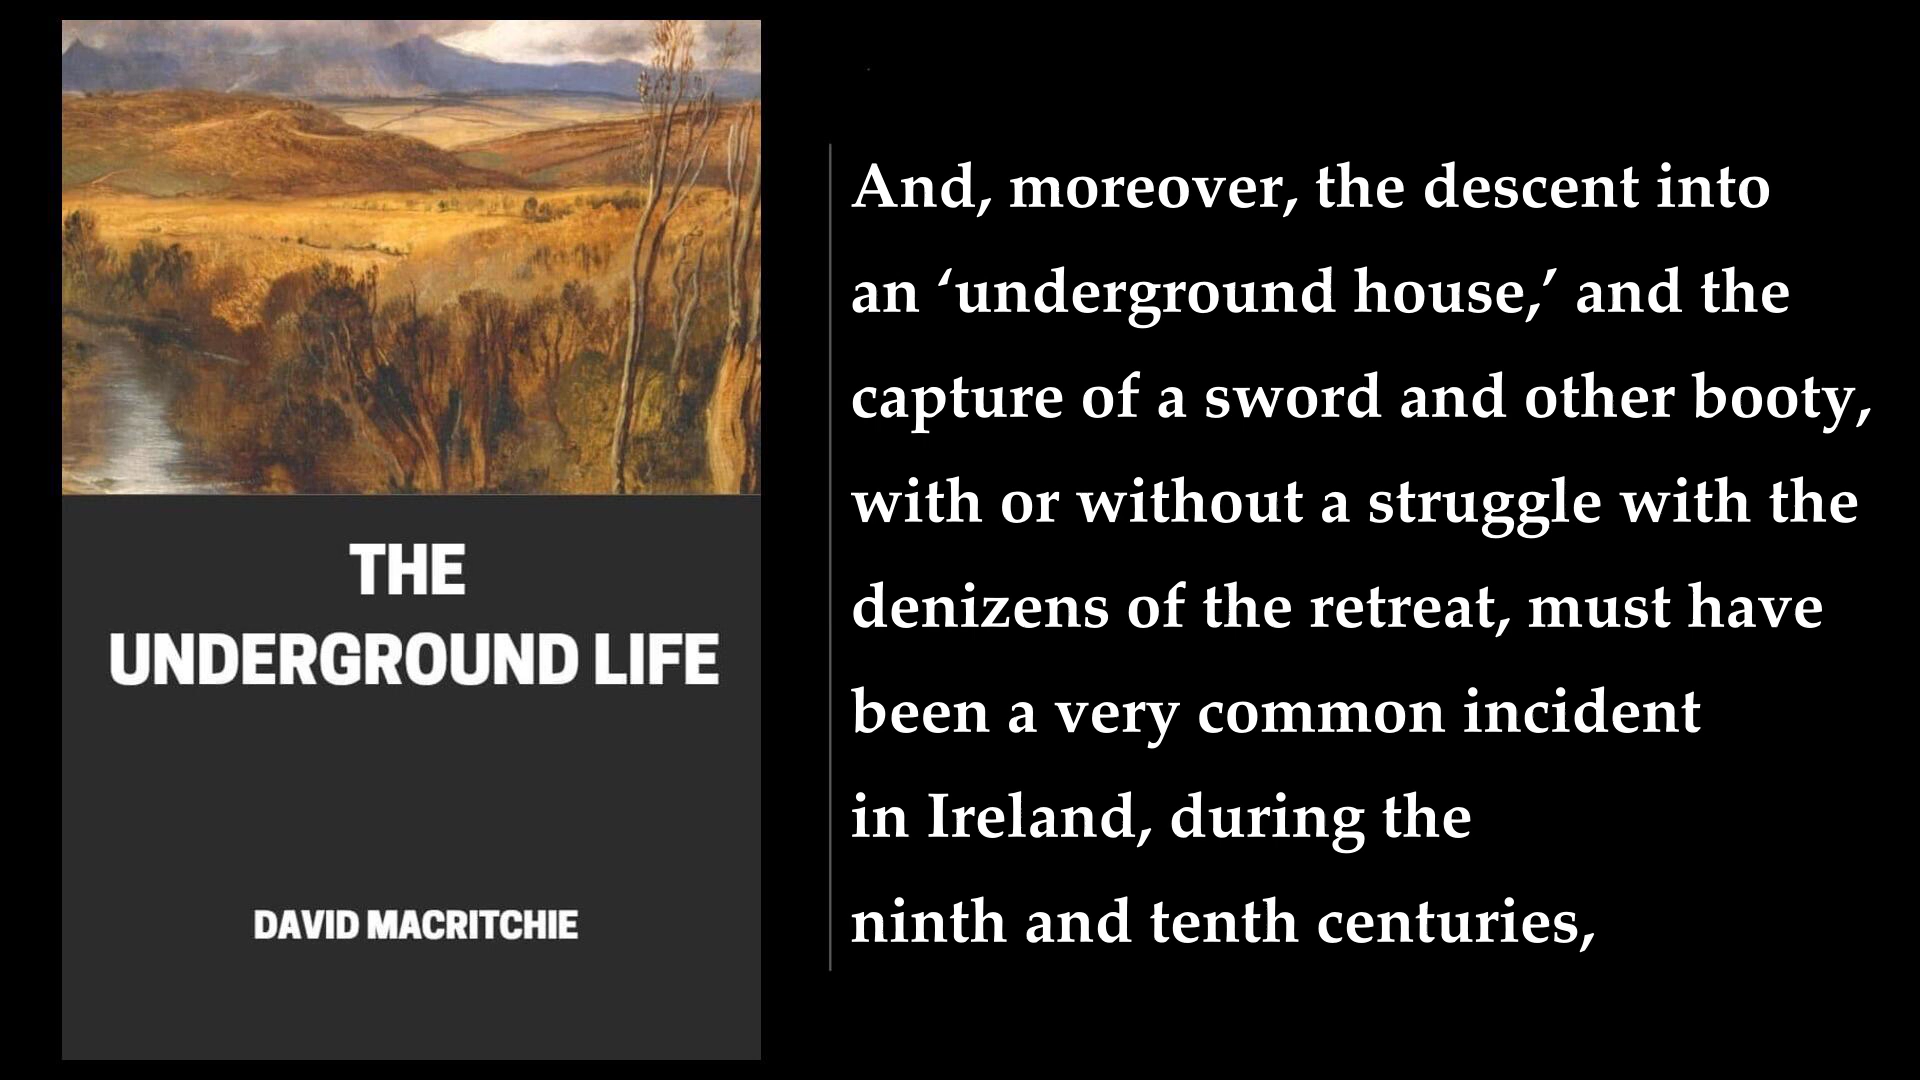 THE
UNDERGROUND LIFE
DAVID MACRITCHIE
And, moreover, the descent into
an ‘underground house,’ and the
capture of a sword and other booty,
with or without a struggle with the
denizens of the retreat, must have
been a very common incident
in Ireland, during the
ninth and tenth centuries,